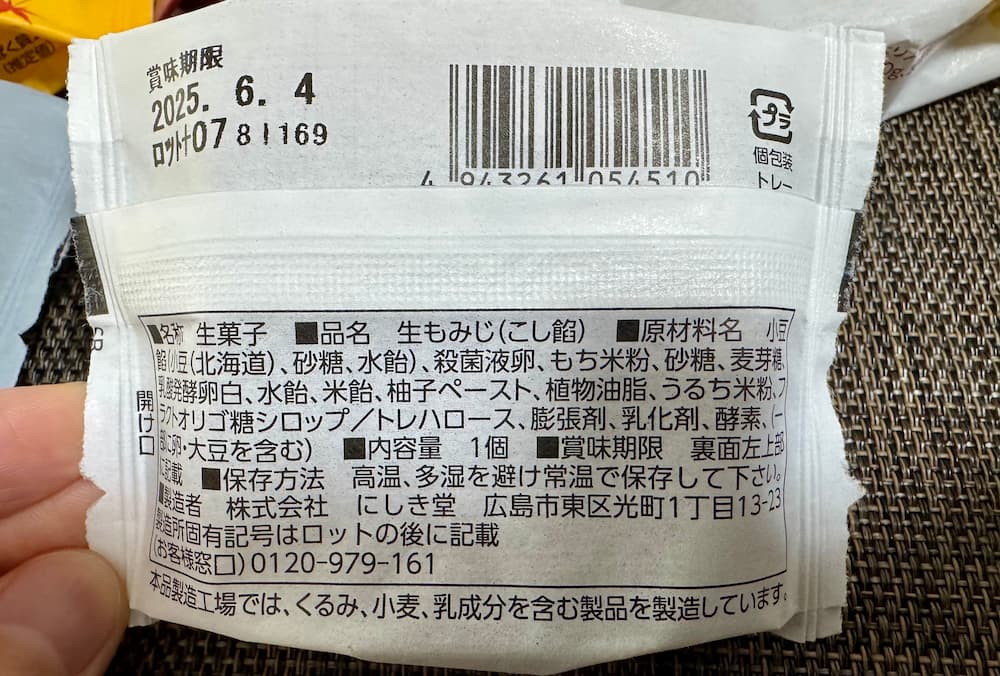 賞味期限
2025. 6. 4
ロット+07 81169
4 943261 054510
プラ
個包装
トレー
■名称 生菓子 ■品名 生もみじ(こし餡) ■原材料名 小豆
餡(小豆(北海道)、砂糖、水飴)、殺菌液卵、もち米粉、砂糖、麦芽糖、
乳酸発酵卵白、水飴、米飴、柚子ペースト、植物油脂、うるち米粉、フ
ラクトオリゴ糖シロップ/トレハロース、膨張剤、乳化剤、酵素、(一
部に卵・大豆を含む) ■内容量 1個 ■賞味期限 裏面左上部
に記載 ■保存方法 高温、多湿を避け常温で保存して下さい。
■製造者 株式会社 にしき堂 広島市東区光町1丁目13-23
製造所固有記号はロットの後に記載
(お客様窓口)0120-979-161
本品製造工場では、くるみ、小麦、乳成分を含む製品を製造しています。
開け口
(推定値)